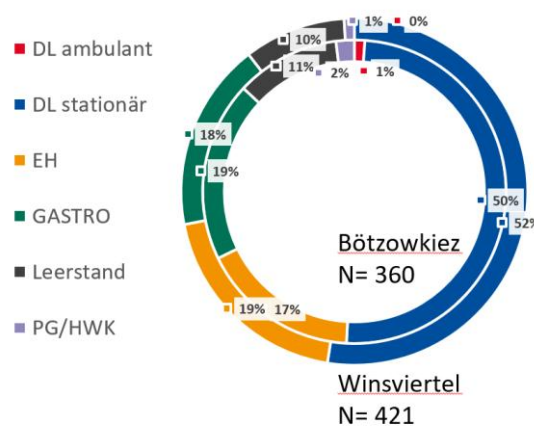 DL ambulant
DL stationär
EH
GASTRO
Leerstand
PG/HWK
1%
0%
10%
11%
2%
1%
18%
19%
50%
52%
19%
17%
Bötzowkiez
N= 360
Winsviertel
N= 421